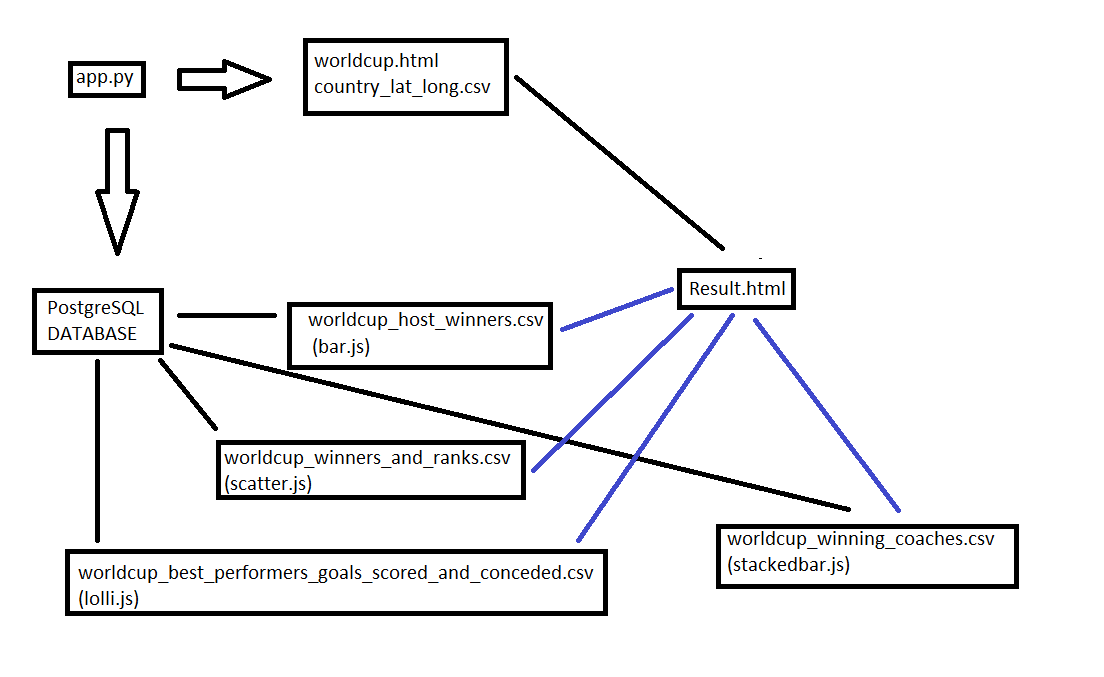 app.py
worldcup.html
country_lat_long.csv
PostgreSQL
DATABASE
Result.html
worldcup_host_winners.csv
(bar.js)
worldcup_winners_and_ranks.csv
(scatter.js)
worldcup_winning_coaches.csv
(stackedbar.js)
worldcup_best_performers_goals_scored_and_conceded.csv
(lolli.js)